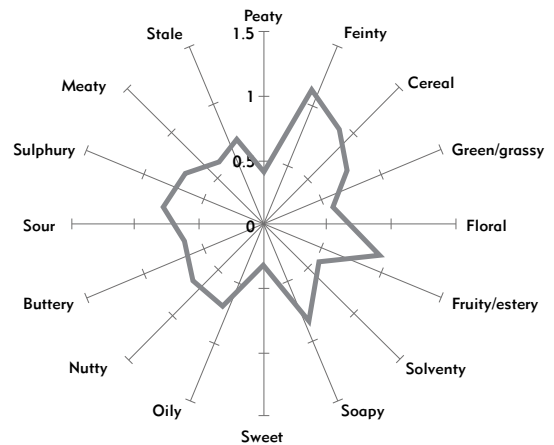 Peaty
1.5
Stale
Feinty
Meaty
1
Cereal
Sulphury
0.5
Green/grassy
Sour
0
Floral
Buttery
Fruity/estery
Nutty
Solventy
Oily
Soapy
Sweet